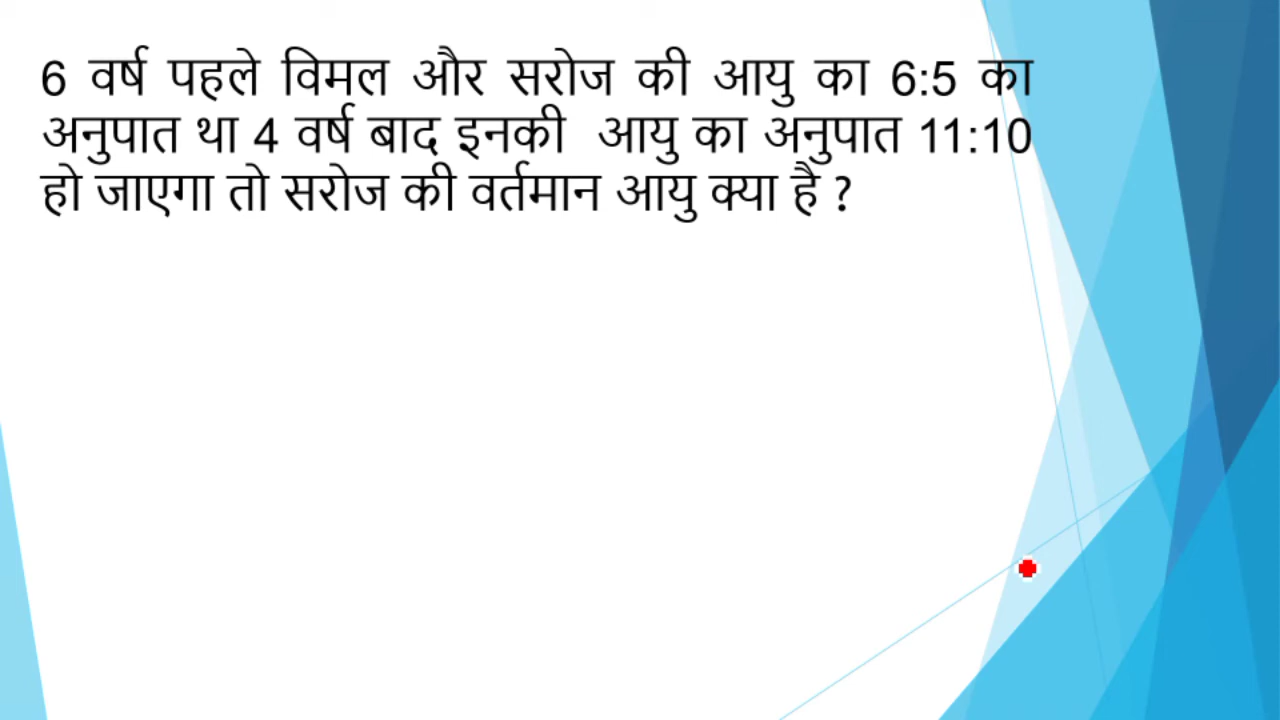 6 वर्ष पहले विमल और सरोज की आयु का 6:5 का
अनुपात था 4 वर्ष बाद इनकी आयु का अनुपात 11:10
हो जाएगा तो सरोज की वर्तमान आयु क्या है ?